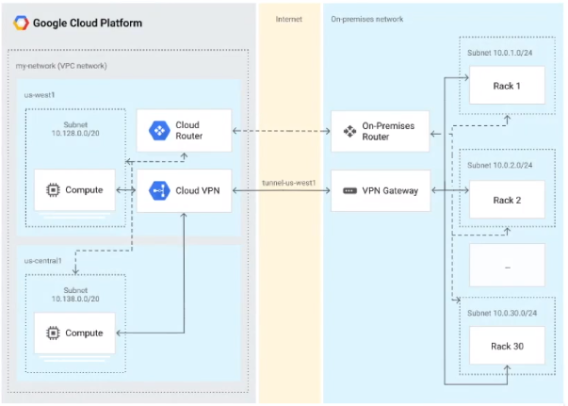 Google Cloud Platform
Internet
On-premises network
my-network (VPC network)
us-west1
Subnet
10.128.0.0/20
Compute
Cloud
Router
Cloud VPN
tunnel-us-west1
us-central1
Subnet
10.138.0.0/20
Compute
On-Premises
Router
VPN Gateway
Subnet 10.0.1.0/24
Rack 1
Subnet 10.0.2.0/24
Rack 2
...
Subnet 10.0.30.0/24
Rack 30